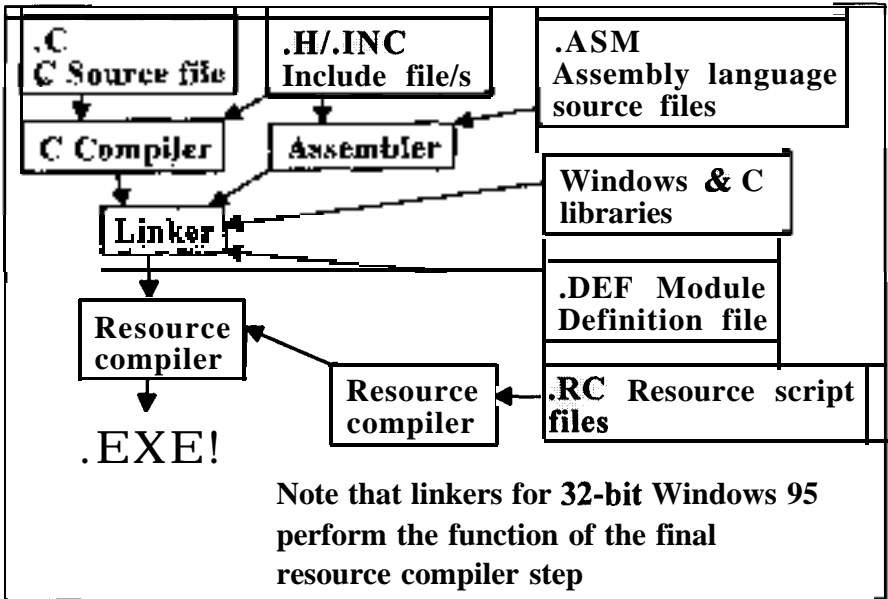 .C
C Source file
.H/.INC
Include file/s
.ASM
Assembly language
source files
C Compiler
Assembler
Windows & C
libraries
Linker
.DEF Module
Definition file
Resource
compiler
Resource
compiler
.RC Resource script
files
.EXE!
Note that linkers for 32-bit Windows 95
perform the function of the final
resource compiler step